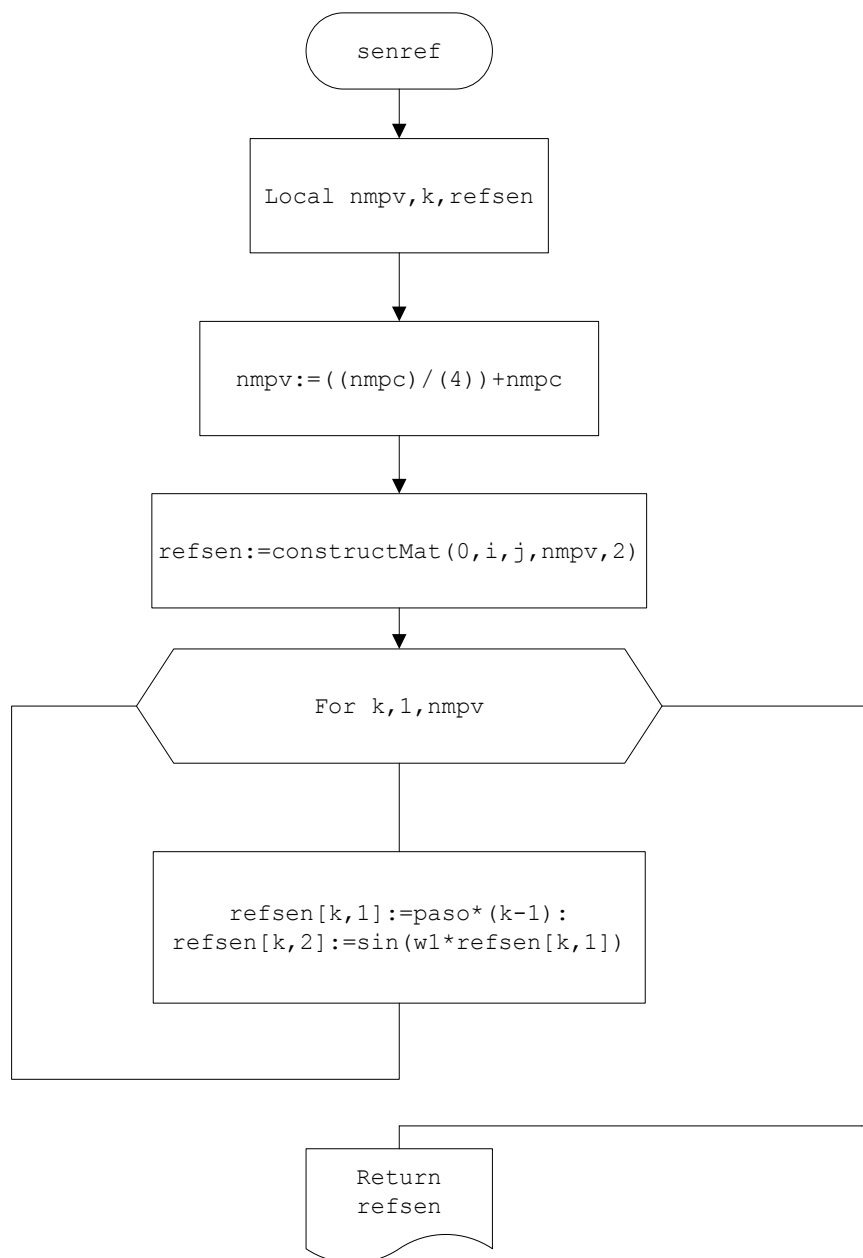 senref
Local nmpv,k,refsen
nmpv:=((nmpc)/(4))+nmpc
refsen:=constructMat(0,i,j,nmpv,2)
For k,1,nmpv
refsen[k,1]:=paso*(k-1):
refsen[k,2]:=sin(w1*refsen[k,1])
Return
refsen